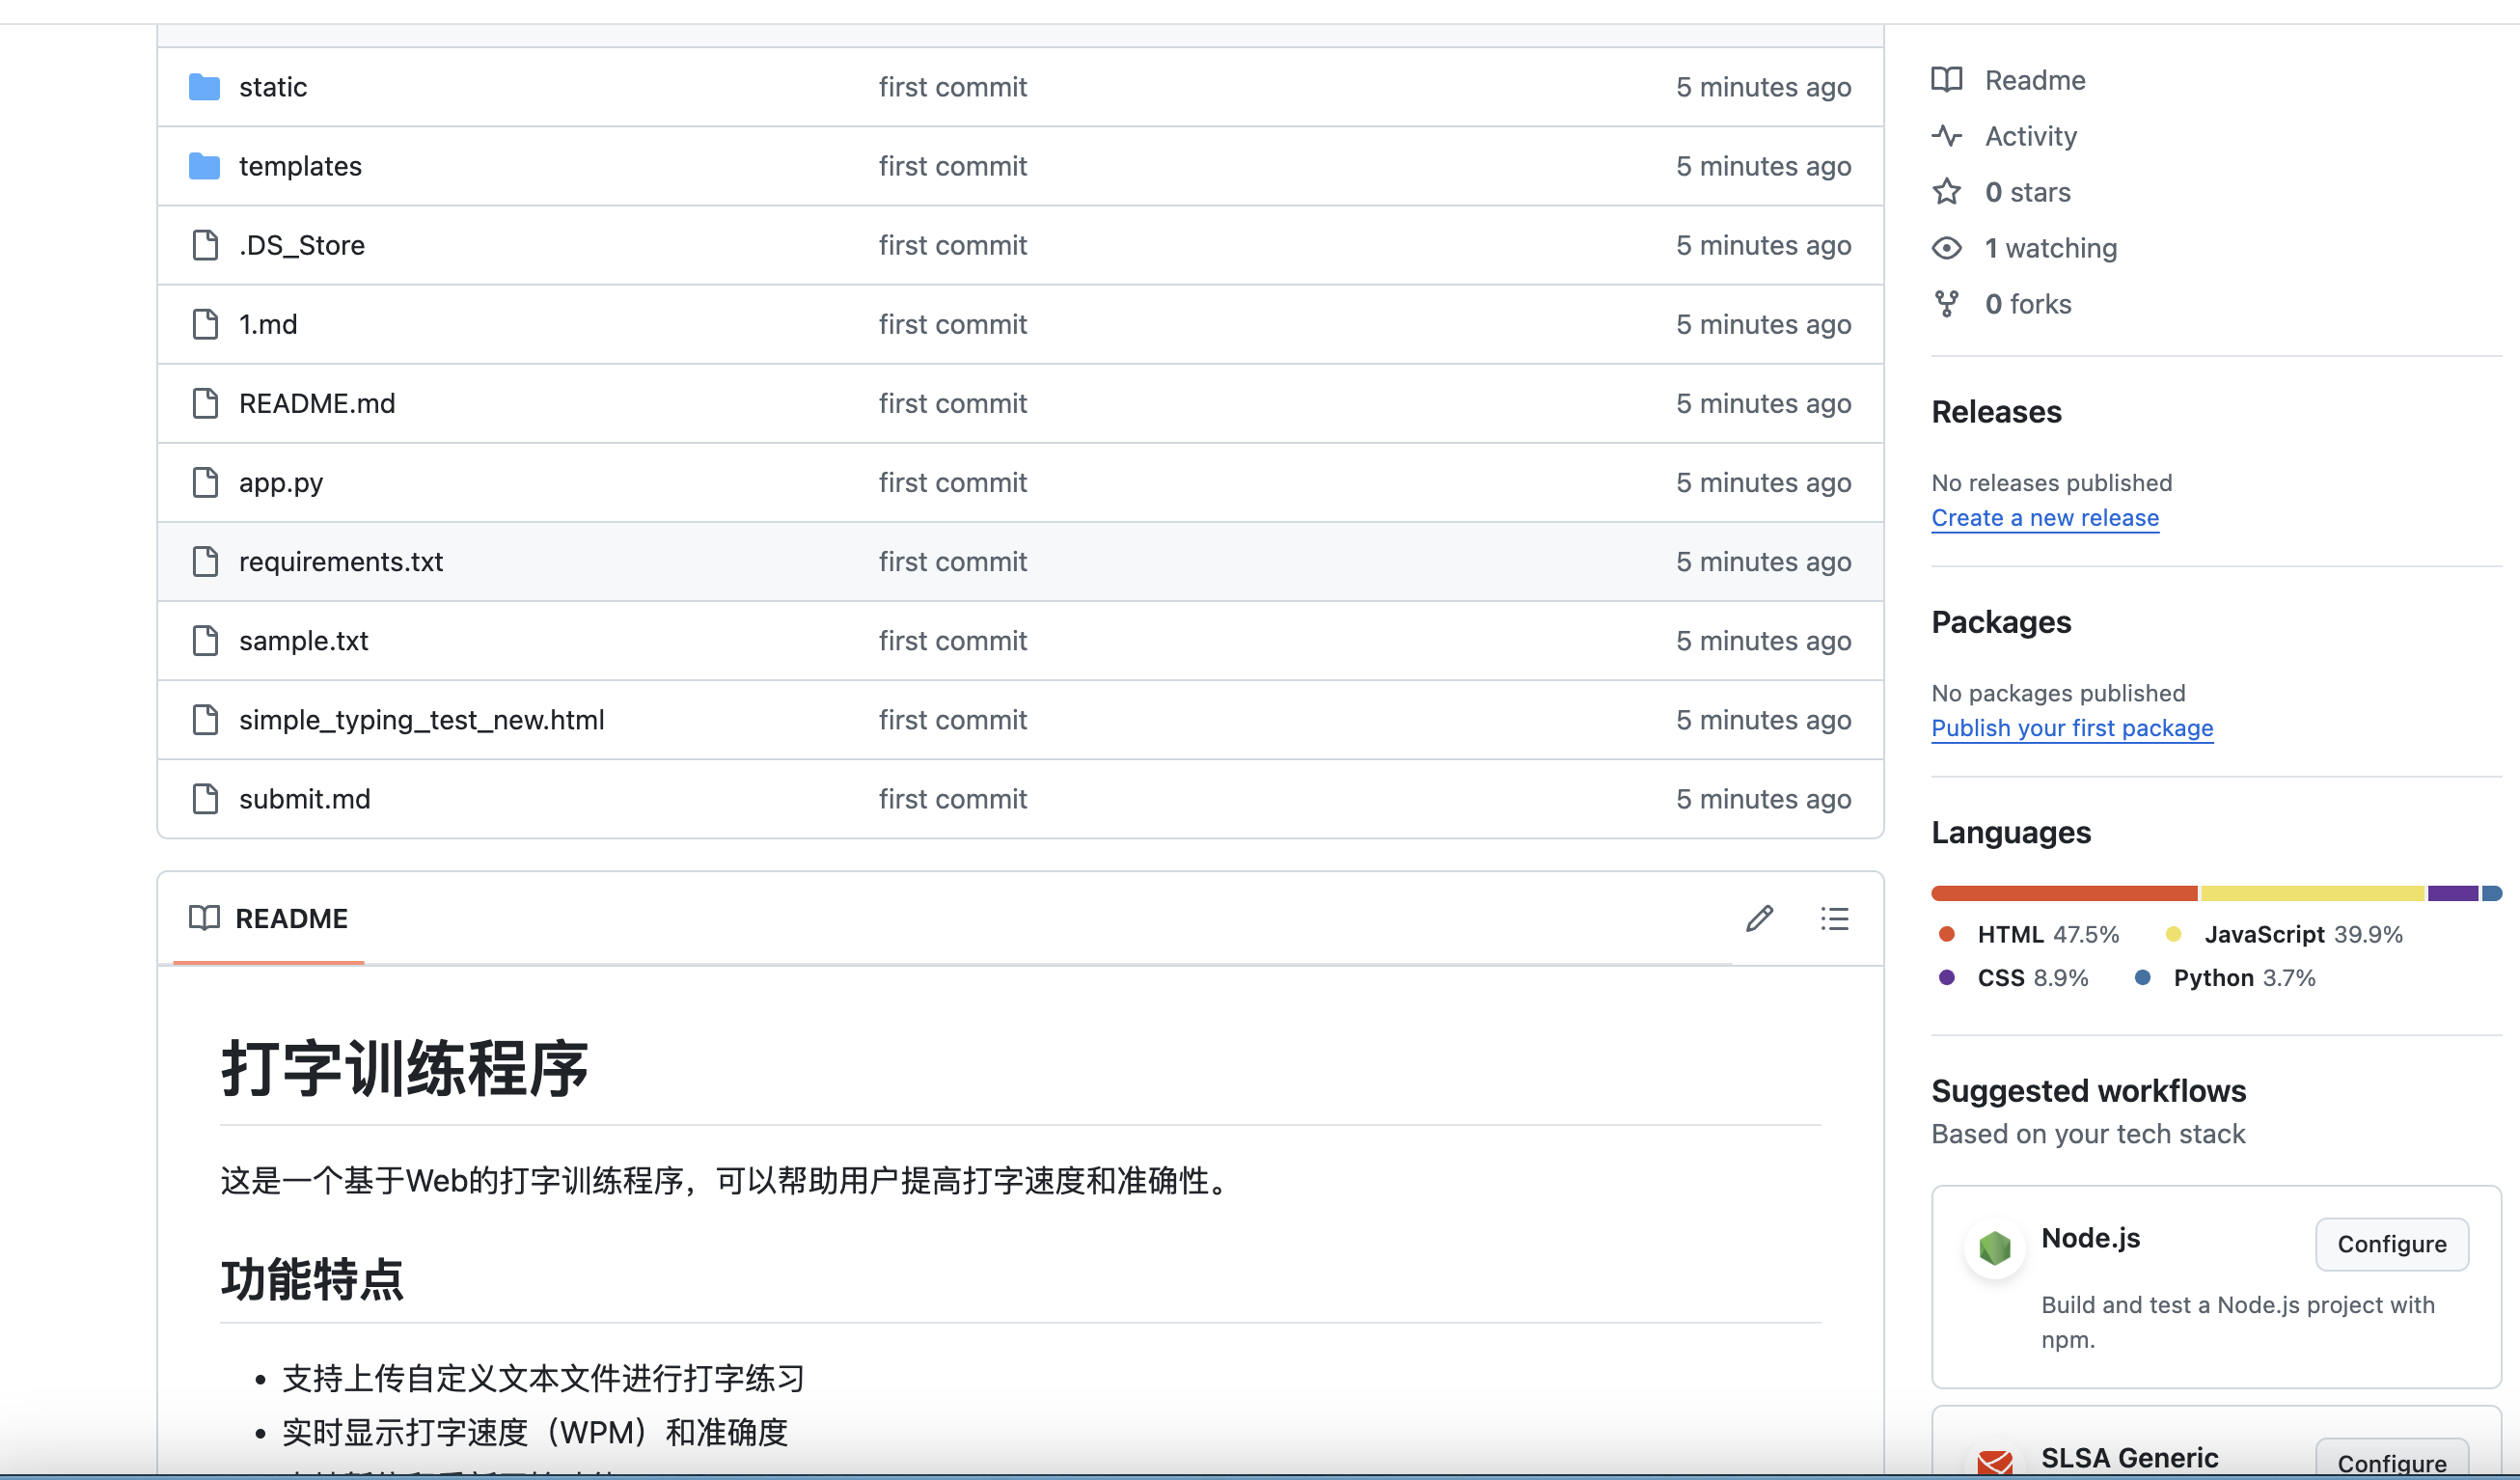 static first commit 5 minutes ago
templates first commit 5 minutes ago
.DS_Store first commit 5 minutes ago
1.md first commit 5 minutes ago
README.md first commit 5 minutes ago
app.py first commit 5 minutes ago
requirements.txt first commit 5 minutes ago
sample.txt first commit 5 minutes ago
simple_typing_test_new.html first commit 5 minutes ago
submit.md first commit 5 minutes ago
README
打字训练程序
这是一个基于Web的打字训练程序，可以帮助用户提高打字速度和准确性。
功能特点
• 支持上传自定义文本文件进行打字练习
• 实时显示打字速度（WPM）和准确度
Readme
Activity
0 stars
1 watching
0 forks
Releases
No releases published
Create a new release
Packages
No packages published
Publish your first package
Languages
HTML 47.5% JavaScript 39.9%
CSS 8.9% Python 3.7%
Suggested workflows
Based on your tech stack
Node.js Configure
Build and test a Node.js project with
npm.
SLSA Generic Configure